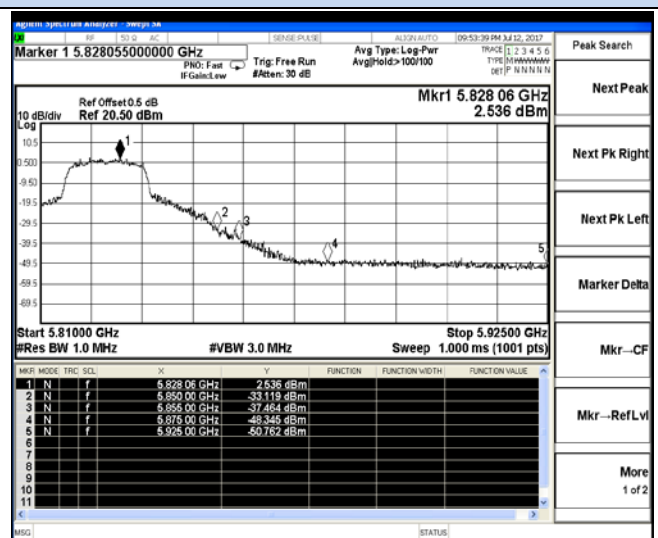 Agilent Spectrum Analyzer - Swept SA
RF 50 Ω AC SENSE:PULSE ALIGN AUTO 09:53:39 PM Jul 12, 2017
Marker 1 5.828055000000 GHz
PNO: Fast
IFGain:Low
Trig: Free Run
#Atten: 30 dB
Avg Type: Log-Pwr
Avg|Hold:>100/100
TRACE 1 2 3 4 5 6
TYPE M WWWWW
DET P N N N N N
Ref Offset 0.5 dB
10 dB/div Ref 20.50 dBm
Log
Mkr1 5.828 06 GHz
2.536 dBm
10.5
0.500
-9.50
-19.5
-29.5
-39.5
-49.5
-59.5
-69.5
1
2
3
4
5
Start 5.81000 GHz Stop 5.92500 GHz
#Res BW 1.0 MHz #VBW 3.0 MHz Sweep 1.000 ms (1001 pts)
MKR MODE TRC SCL X Y FUNCTION FUNCTION WIDTH FUNCTION VALUE
1 N f 5.828 06 GHz 2.536 dBm
2 N f 5.850 00 GHz -33.119 dBm
3 N f 5.855 00 GHz -37.464 dBm
4 N f 5.875 00 GHz -48.345 dBm
5 N f 5.925 00 GHz -50.762 dBm
6
7
8
9
10
11
MSG STATUS
Peak Search
Next Peak
Next Pk Right
Next Pk Left
Marker Delta
Mkr→CF
Mkr→RefLvl
More
1 of 2